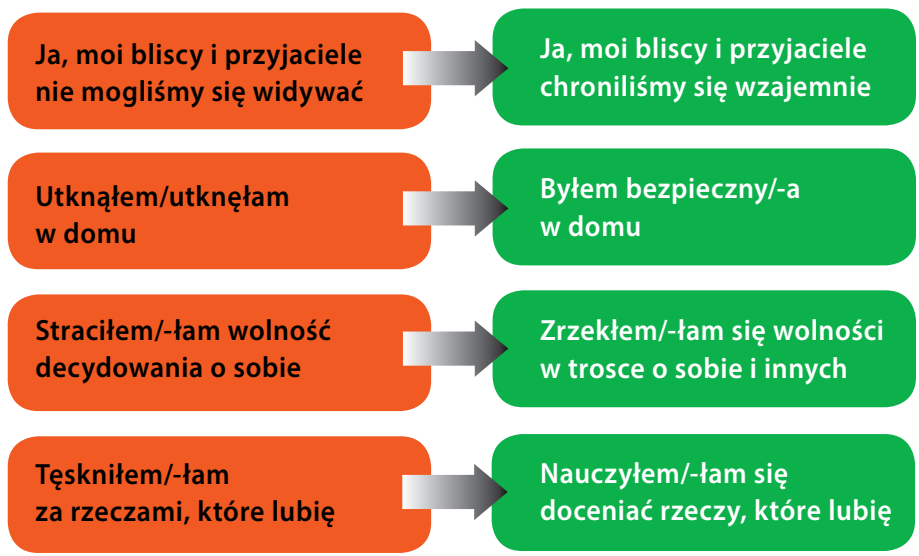 Ja, moi bliscy i przyjaciele
nie mogliśmy się widywać
Ja, moi bliscy i przyjaciele
chroniliśmy się wzajemnie
Utknąłem/utknęłam
w domu
Byłem bezpieczny/-a
w domu
Straciłem/-łam wolność
decydowania o sobie
Zrzekłem/-łam się wolności
w trosce o sobie i innych
Tęskniłem/-łam
za rzeczami, które lubię
Nauczyłem/-łam się
doceniać rzeczy, które lubię